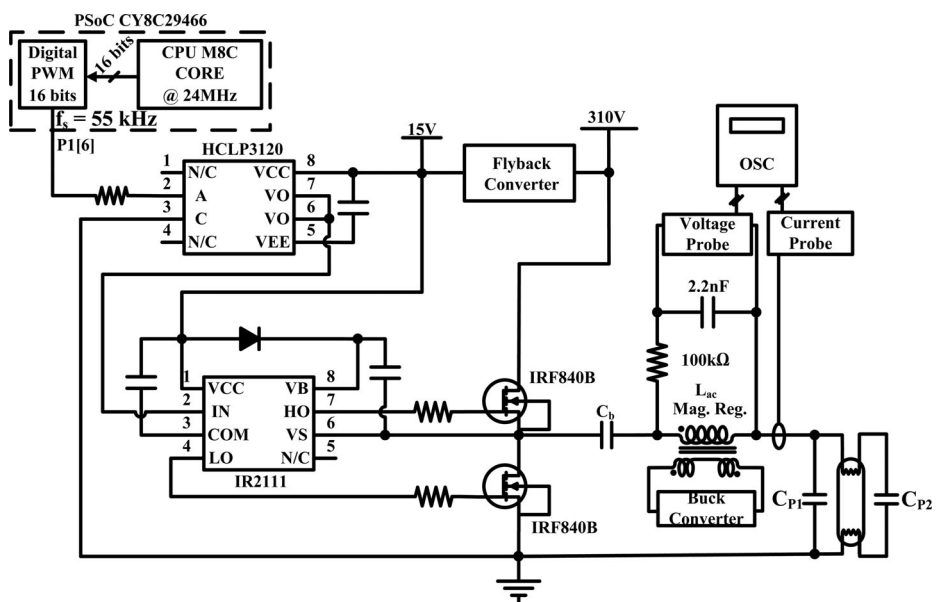 PSoC CY8C29466
Digital
PWM
16 bits
16 bits
CPU M8C
CORE
@ 24MHz
fs = 55 kHz
P1[6]
HCLP3120
1 N/C VCC 8
2 A VO 7
3 C VO 6
4 N/C VEE 5
15V
310V
Flyback
Converter
OSC
Voltage
Probe
Current
Probe
2.2nF
100kΩ
Lac
Mag. Reg.
1 VCC VB 8
2 IN HO 7
3 COM VS 6
4 LO N/C 5
IR2111
IRF840B
IRF840B
Cb
Buck
Converter
CP1
CP2